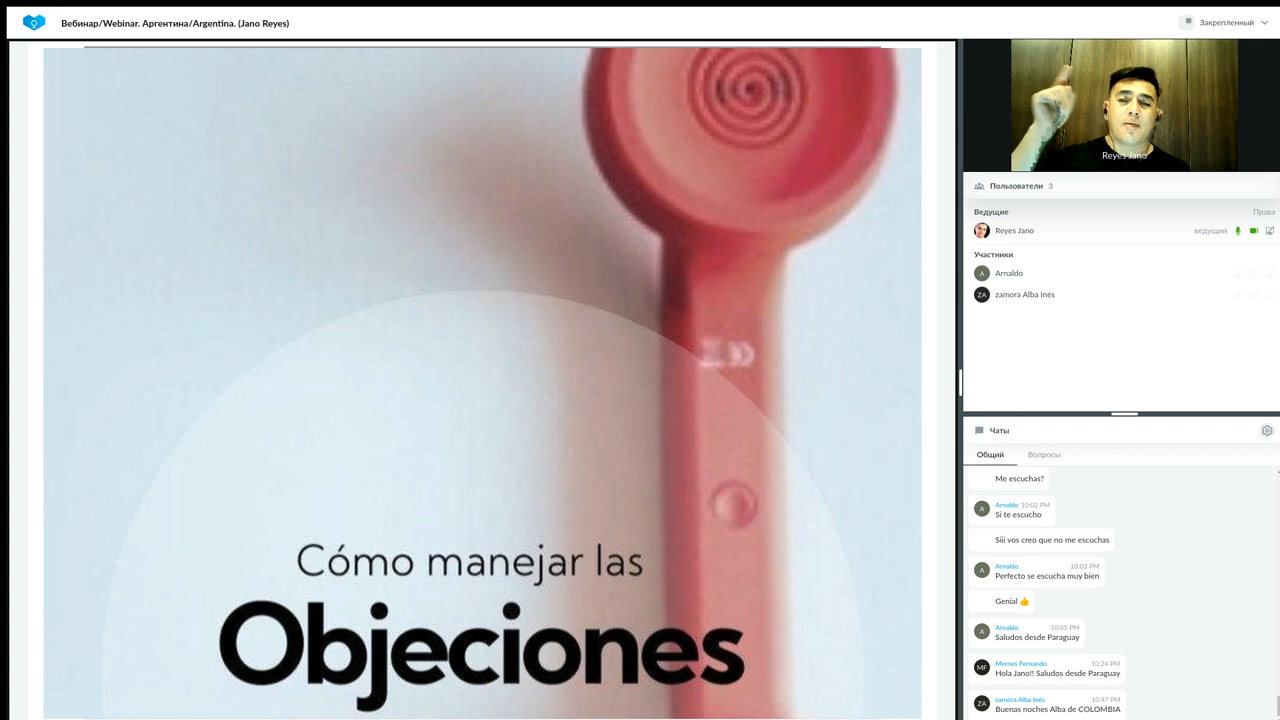 Вебинар/Webinar. Аргентина/Argentina. (Jano Reyes)
Закрепленный
Cómo manejar las
Objeciones
Reyes Jano
Пользователи 3
Ведущие Права
Reyes Jano ведущий
Участники
A Arnaldo
ZA zamora Alba Inés
Чаты
Общий Вопросы
Me escuchas?
A Arnaldo 10:02 PM
Si te escucho
Siii vos creo que no me escuchas
A Arnaldo 10:03 PM
Perfecto se escucha muy bien
Genial 👍
A Arnaldo 10:05 PM
Saludos desde Paraguay
MF Memes Fernando 10:24 PM
Hola Jano!! Saludos desde Paraguay
ZA zamora Alba Inés 10:47 PM
Buenas noches Alba de COLOMBIA